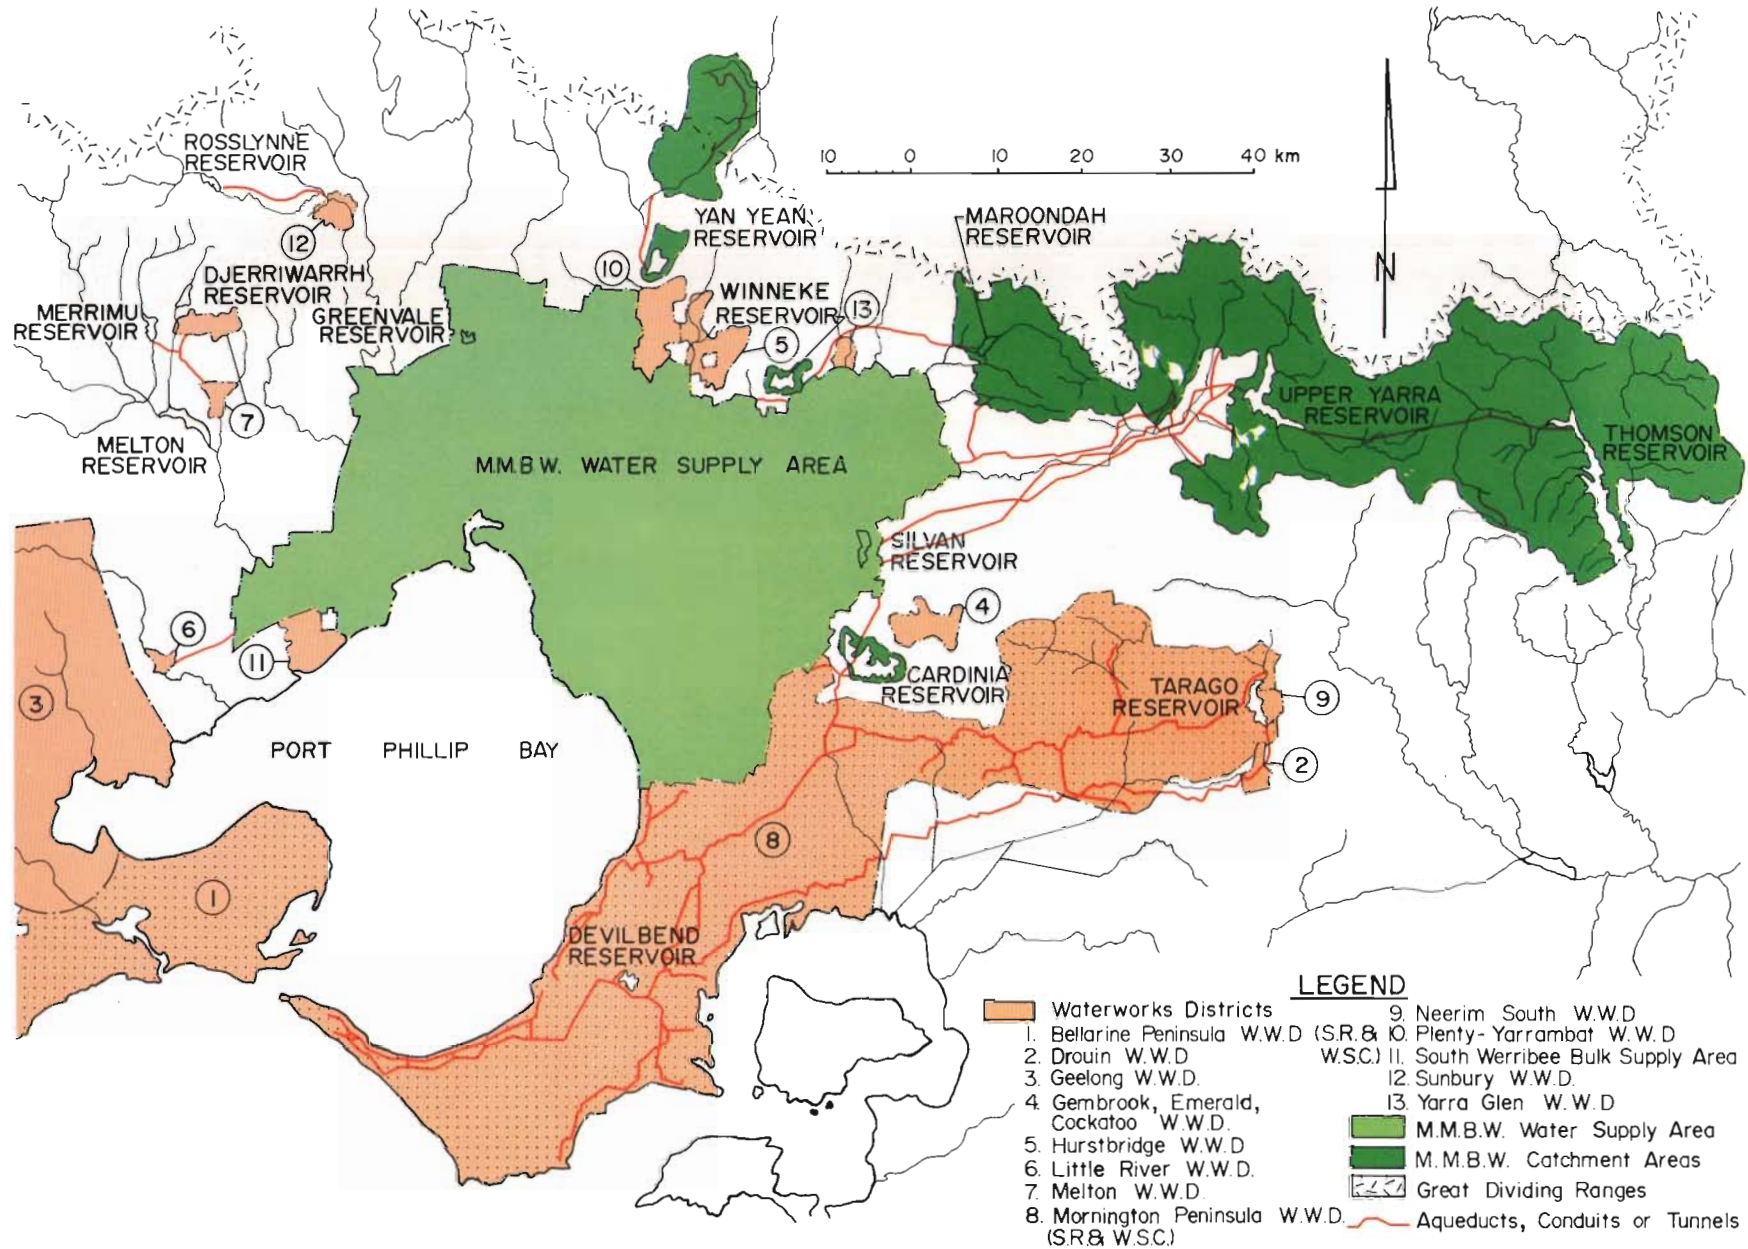 ROSSLYNNE
RESERVOIR
10 0 10 20 30 40 km
YAN YEAN
RESERVOIR
MAROONDAH
RESERVOIR
12
10
N
DJERRIWARRH
RESERVOIR
MERRIMU
RESERVOIR
GREENVALE
RESERVOIR
WINNEKE
RESERVOIR
13
5
7
UPPER YARRA
RESERVOIR
THOMSON
RESERVOIR
MELTON
RESERVOIR
M.M.B.W. WATER SUPPLY AREA
SILVAN
RESERVOIR
4
6
11
CARDINIA
RESERVOIR
TARAGO
RESERVOIR
9
3
PORT PHILLIP BAY
2
8
1
DEVILBEND
RESERVOIR
LEGEND
Waterworks Districts
1. Bellarine Peninsula W.W.D (S.R.&
W.S.C.)
2. Drouin W.W.D
3. Geelong W.W.D.
4. Gembrook, Emerald,
Cockatoo W.W.D.
5. Hurstbridge W.W.D
6. Little River W.W.D.
7. Melton W.W.D.
8. Mornington Peninsula W.W.D.
(S.R.& W.S.C.)
9. Neerim South W.W.D
10. Plenty-Yarrambat W.W.D
11. South Werribee Bulk Supply Area
12. Sunbury W.W.D.
13. Yarra Glen W.W.D
M.M.B.W. Water Supply Area
M.M.B.W. Catchment Areas
Great Dividing Ranges
Aqueducts, Conduits or Tunnels